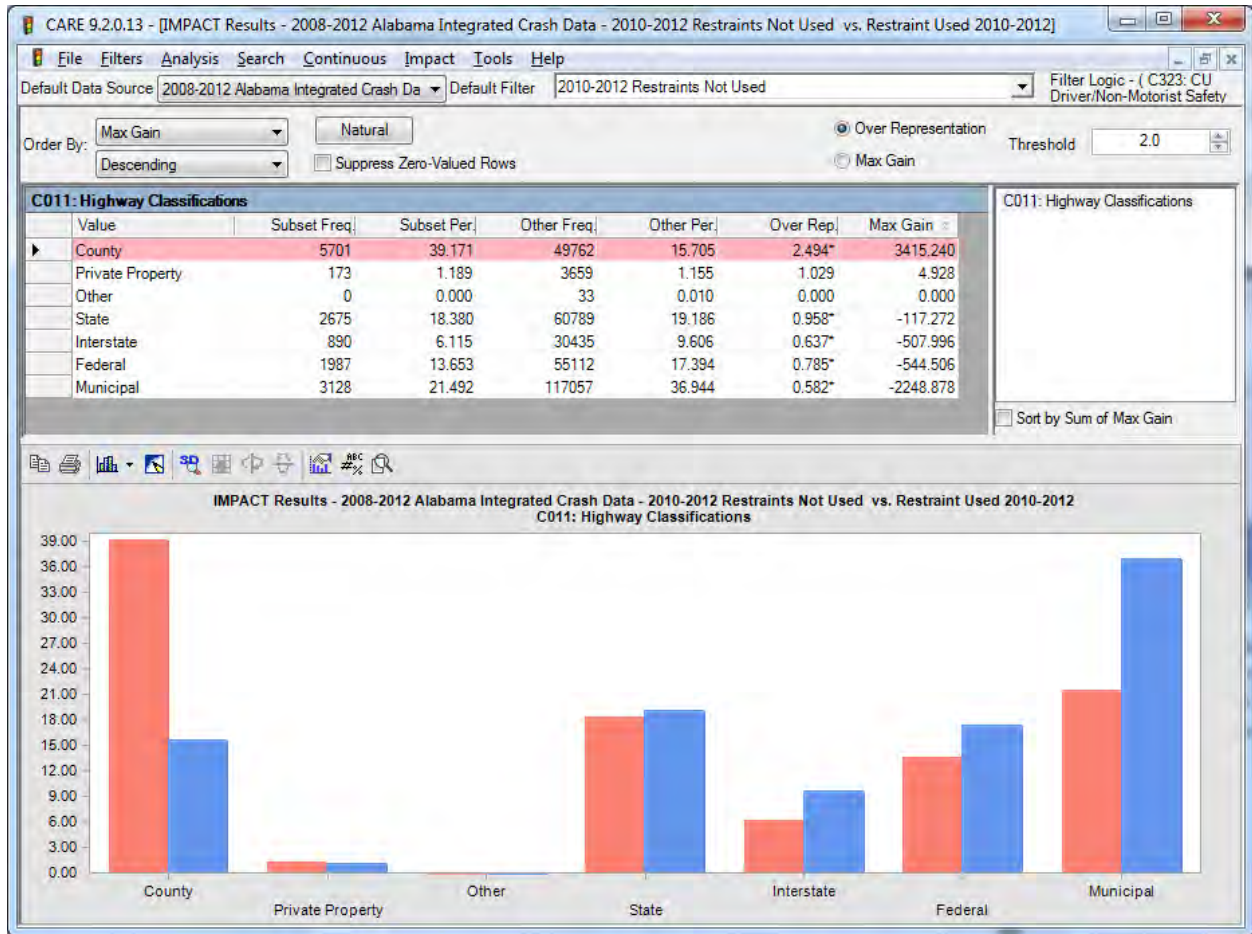 CARE 9.2.0.13 - [IMPACT Results - 2008-2012 Alabama Integrated Crash Data - 2010-2012 Restraints Not Used vs. Restraint Used 2010-2012]
File Filters Analysis Search Continuous Impact Tools Help
Default Data Source 2008-2012 Alabama Integrated Crash Da Default Filter 2010-2012 Restraints Not Used Filter Logic - ( C323: CU
Driver/Non-Motorist Safety
Order By: Max Gain Natural Over Representation Threshold 2.0
Descending Suppress Zero-Valued Rows Max Gain
C011: Highway Classifications C011: Highway Classifications
Value Subset Freq. Subset Per. Other Freq. Other Per. Over Rep. Max Gain
County 5701 39.171 49762 15.705 2.494* 3415.240
Private Property 173 1.189 3659 1.155 1.029 4.928
Other 0 0.000 33 0.010 0.000 0.000
State 2675 18.380 60789 19.186 0.958* -117.272
Interstate 890 6.115 30435 9.606 0.637* -507.996
Federal 1987 13.653 55112 17.394 0.785* -544.506
Municipal 3128 21.492 117057 36.944 0.582* -2248.878
Sort by Sum of Max Gain
3D ABC #%
IMPACT Results - 2008-2012 Alabama Integrated Crash Data - 2010-2012 Restraints Not Used vs. Restraint Used 2010-2012
C011: Highway Classifications
39.00
36.00
33.00
30.00
27.00
24.00
21.00
18.00
15.00
12.00
9.00
6.00
3.00
0.00
County Other Interstate Municipal
Private Property State Federal